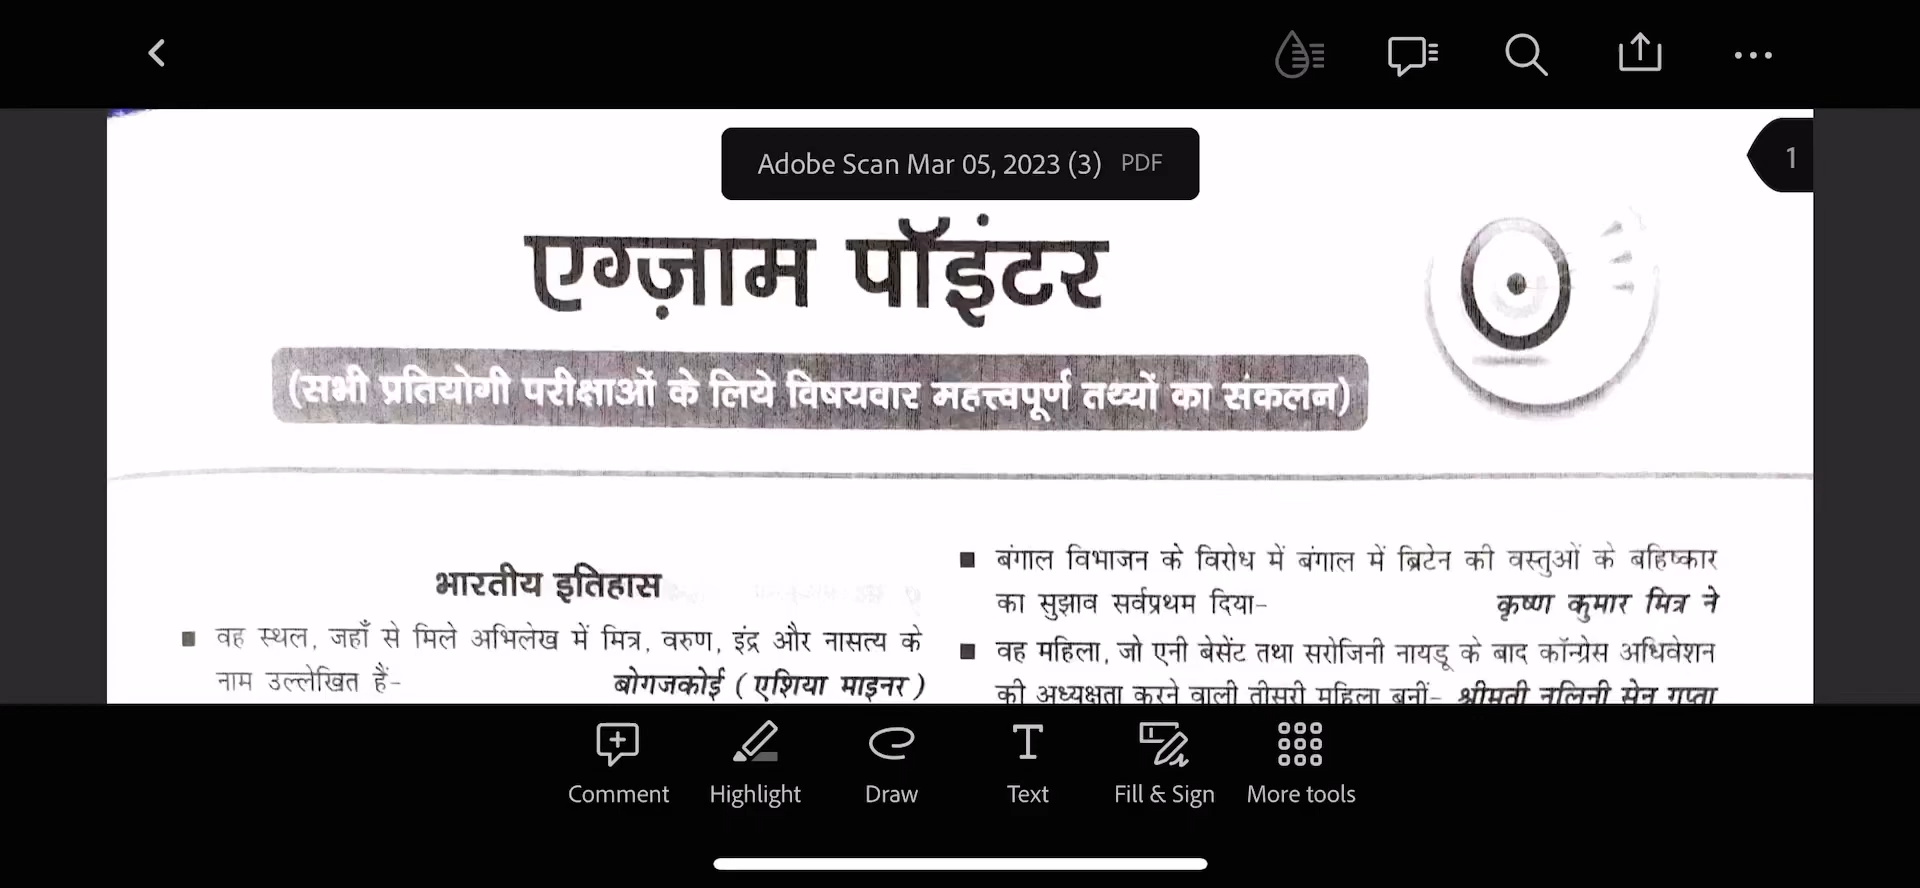 Adobe Scan Mar 05, 2023 (3) PDF
1
एग्ज़ाम पॉइंटर
(सभी प्रतियोगी परीक्षाओं के लिये विषयवार महत्त्वपूर्ण तथ्यों का संकलन)
भारतीय इतिहास
■ वह स्थल, जहाँ से मिले अभिलेख में मित्र, वरुण, इंद्र और नासत्य के
नाम उल्लेखित हैं- बोगजकोई (एशिया माइनर)
■ बंगाल विभाजन के विरोध में बंगाल में ब्रिटेन की वस्तुओं के बहिष्कार
का सुझाव सर्वप्रथम दिया- कृष्ण कुमार मित्र ने
■ वह महिला, जो एनी बेसेंट तथा सरोजिनी नायडू के बाद कॉन्ग्रेस अधिवेशन
की अध्यक्षता करने वाली तीसरी महिला बनीं- श्रीमती नलिनी सेन गुप्ता
Comment Highlight Draw Text Fill & Sign More tools